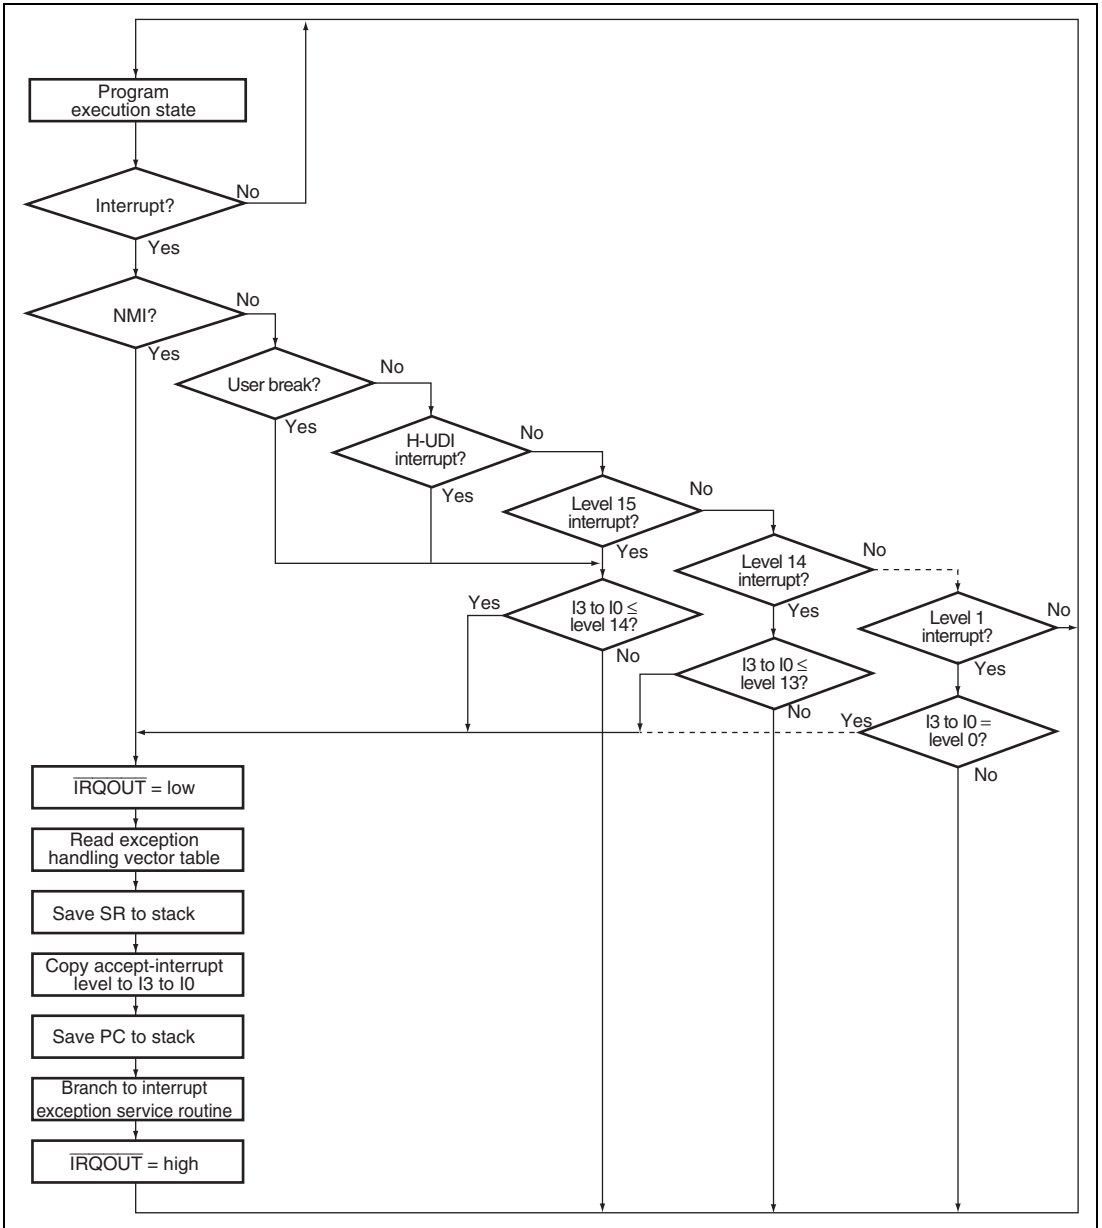 Program
execution state
No
Interrupt?
Yes
No
NMI?
Yes
No
User break?
Yes
No
H-UDI
interrupt?
Yes
No
Level 15
interrupt?
Yes
No
Level 14
interrupt?
Yes
No
Level 1
interrupt?
Yes
Yes
I3 to I0 ≤
level 14?
No
I3 to I0 ≤
level 13?
No
Yes
I3 to I0 =
level 0?
No
IRQOUT = low
Read exception
handling vector table
Save SR to stack
Copy accept-interrupt
level to I3 to I0
Save PC to stack
Branch to interrupt
exception service routine
IRQOUT = high